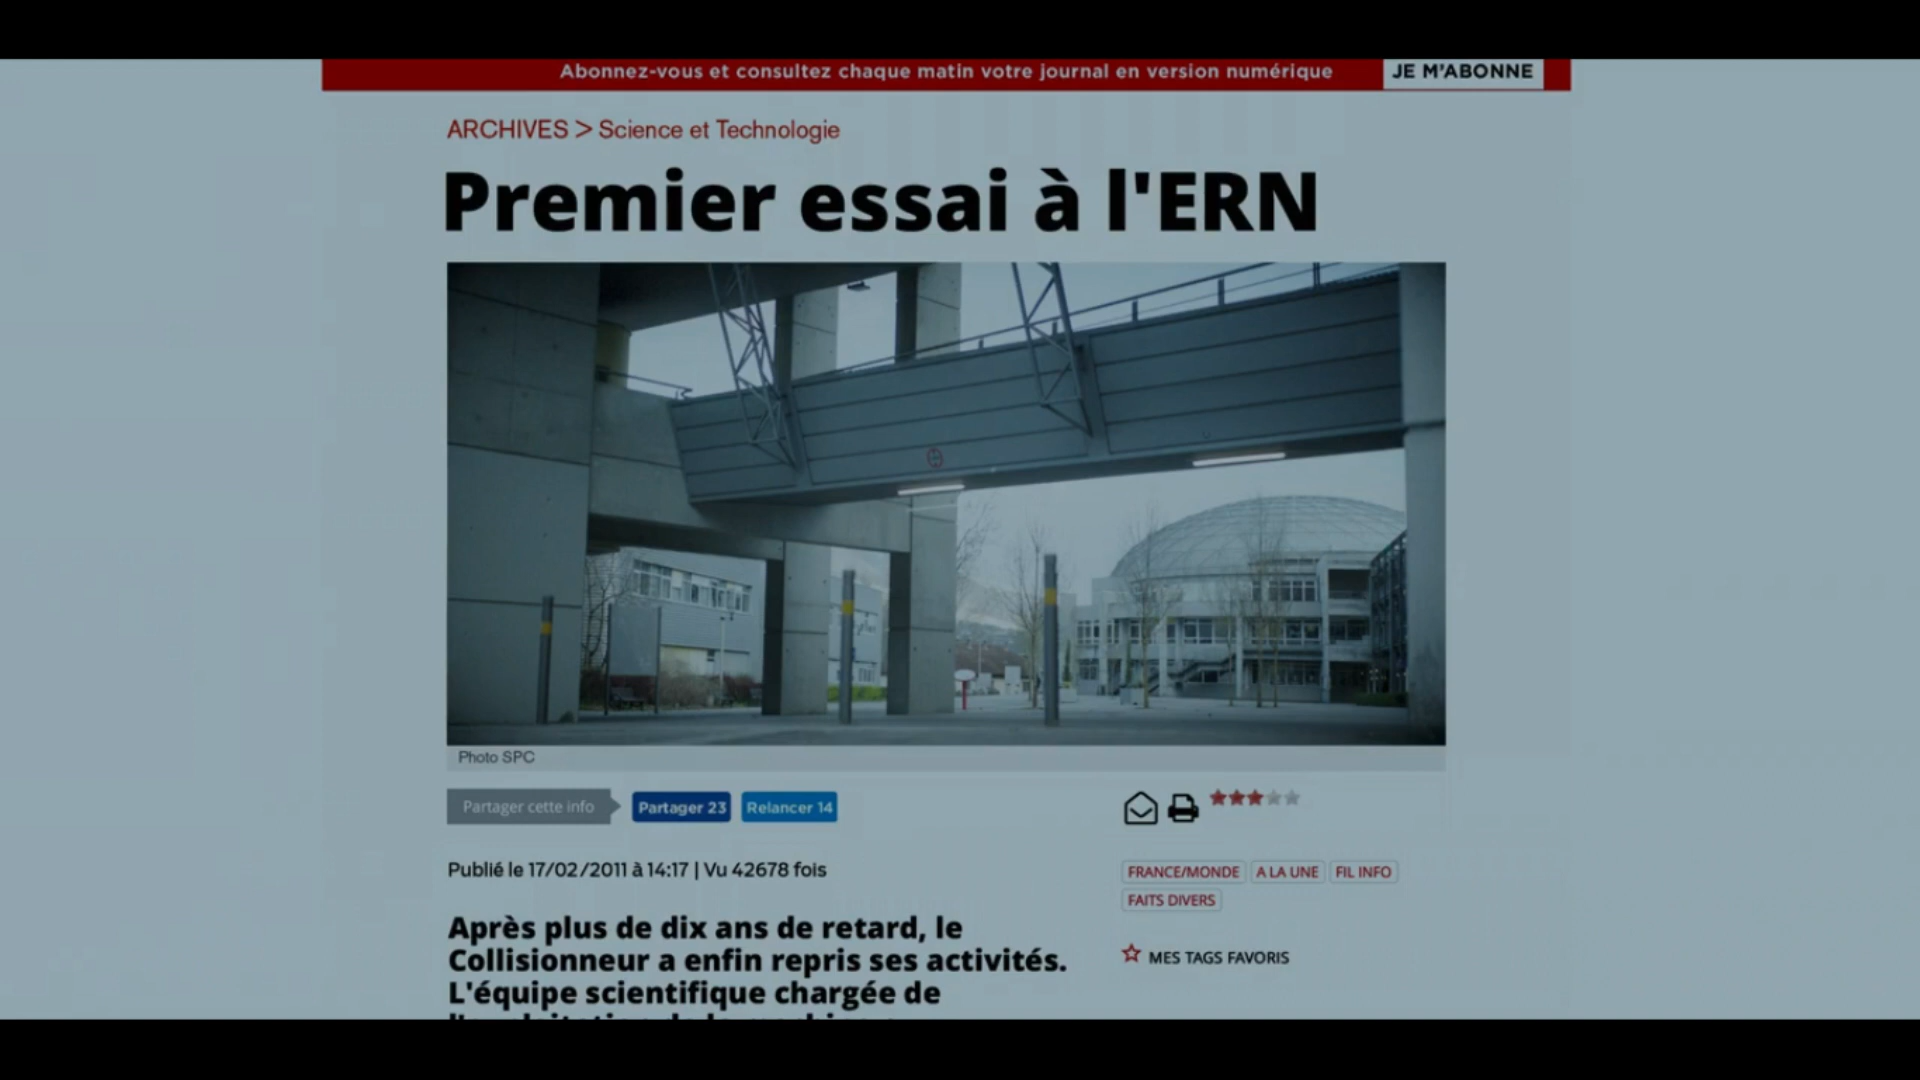 Abonnez-vous et consultez chaque matin votre journal en version numérique
JE M'ABONNE
ARCHIVES > Science et Technologie
Premier essai à l'ERN
Photo SPC
Partager cette info
Partager 23
Relancer 14
Publié le 17/02/2011 à 14:17 | Vu 42678 fois
FRANCE/MONDE
A LA UNE
FIL INFO
FAITS DIVERS
MES TAGS FAVORIS
Après plus de dix ans de retard, le
Collisionneur a enfin repris ses activités.
L'équipe scientifique chargée de